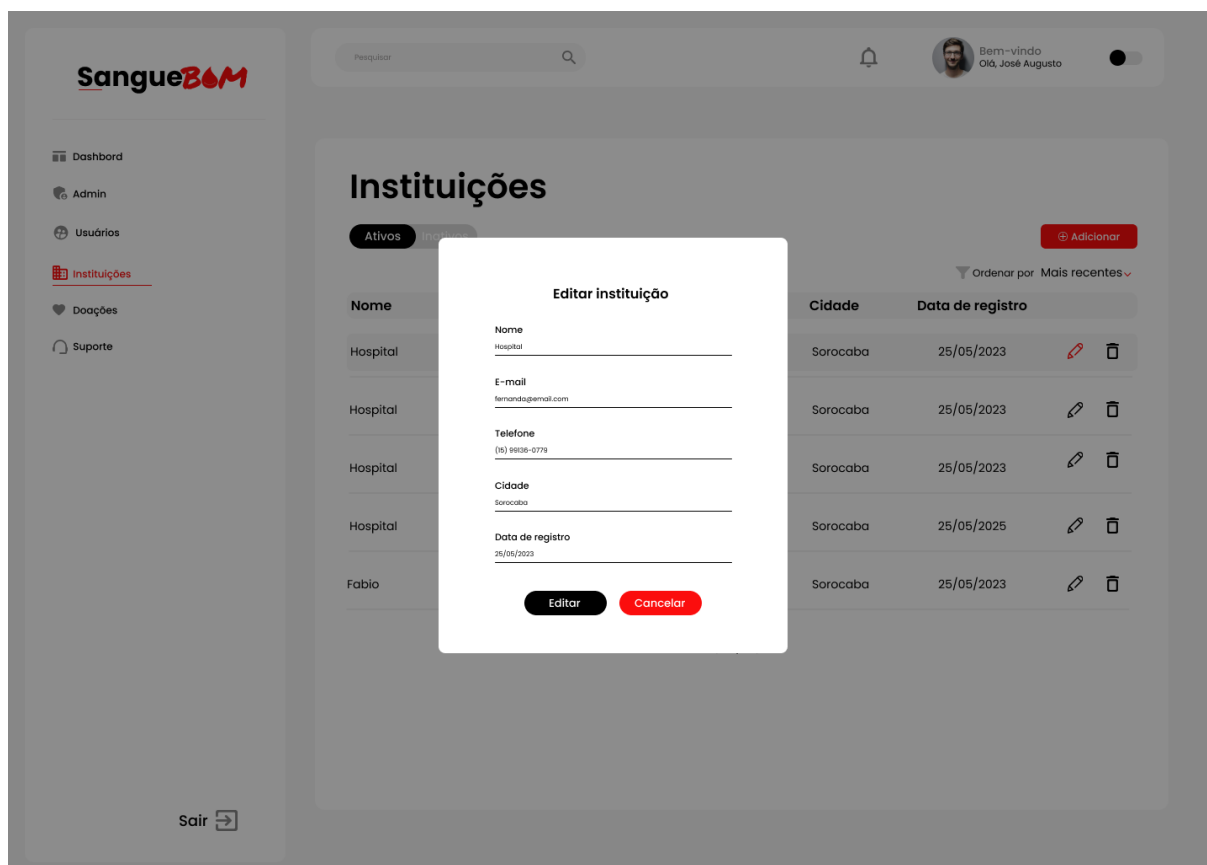 SangueBOM
Pesquisar
Bem-vindo
Olá, José Augusto
Dashbord
Admin
Usuários
Instituições
Doações
Suporte
Sair
Instituições
Ativos Inativos
Adicionar
Ordenar por Mais recentes
Nome Cidade Data de registro
Hospital Sorocaba 25/05/2023
Hospital Sorocaba 25/05/2023
Hospital Sorocaba 25/05/2023
Hospital Sorocaba 25/05/2025
Fabio Sorocaba 25/05/2023
Editar instituição
Nome
Hospital
E-mail
fernanda@email.com
Telefone
(15) 99136-0779
Cidade
Sorocaba
Data de registro
25/05/2023
Editar Cancelar